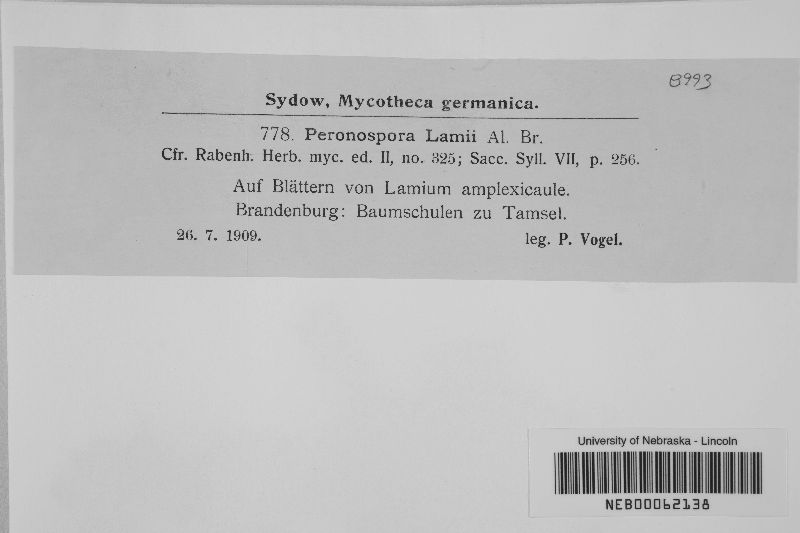 8993
Sydow, Mycotheca germanica.
778. Peronospora Lamii Al. Br.
Cfr. Rabenh. Herb. myc. ed. II, no. 325; Sacc. Syll. VII, p. 256.
Auf Blättern von Lamium amplexicaule.
Brandenburg: Baumschulen zu Tamsel.
26. 7. 1909. leg. P. Vogel.
University of Nebraska - Lincoln
NEB00062138